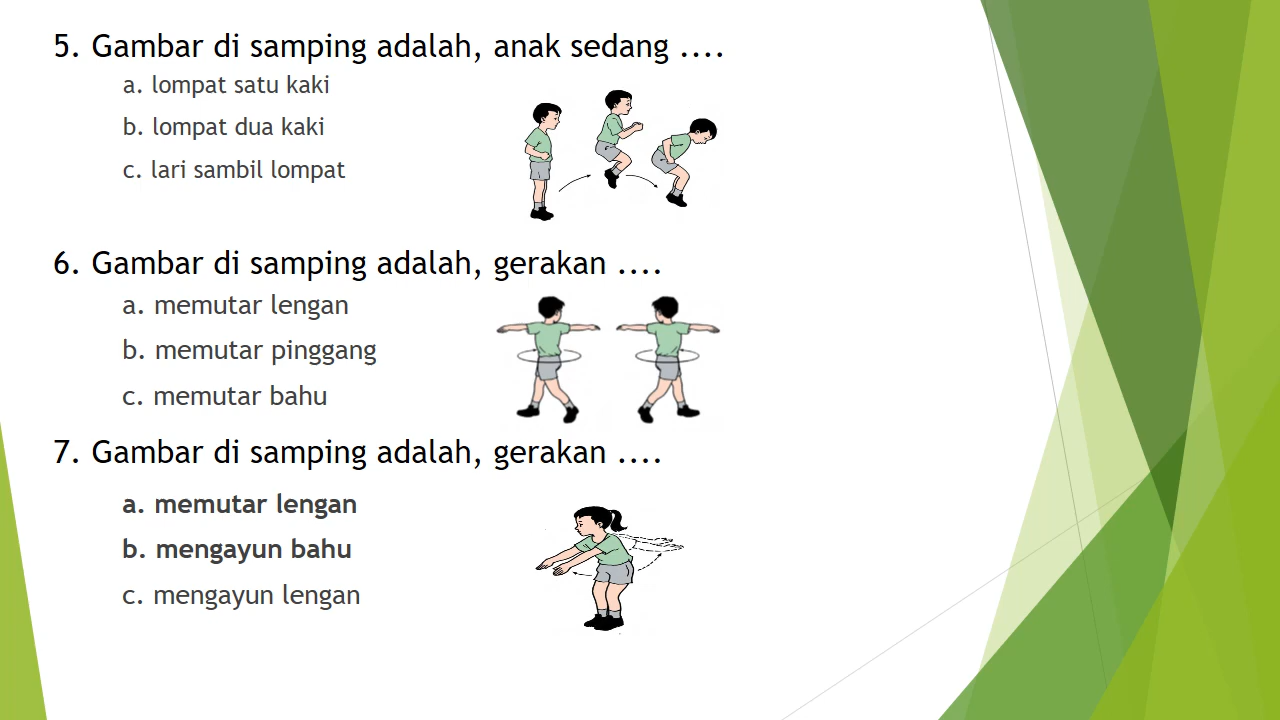 5. Gambar di samping adalah, anak sedang ....
a. lompat satu kaki
b. lompat dua kaki
c. lari sambil lompat
6. Gambar di samping adalah, gerakan ....
a. memutar lengan
b. memutar pinggang
c. memutar bahu
7. Gambar di samping adalah, gerakan ....
a. memutar lengan
b. mengayun bahu
c. mengayun lengan